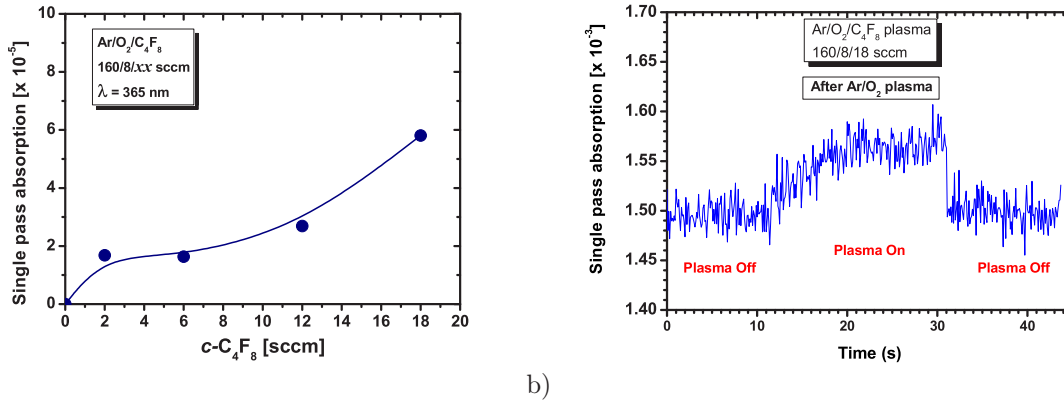 10
8
6
4
2
0
Single pass absorption [x 10⁻⁵]
Ar/O₂/C₄F₈
160/8/xx sccm
λ = 365 nm
0 2 4 6 8 10 12 14 16 18 20
c-C₄F₈ [sccm]
b)
1.70
1.65
1.60
1.55
1.50
1.45
1.40
Single pass absorption [x 10⁻³]
Ar/O₂/C₄F₈ plasma
160/8/18 sccm
After Ar/O₂ plasma
Plasma On
Plasma Off Plasma Off
0 10 20 30 40
Time (s)